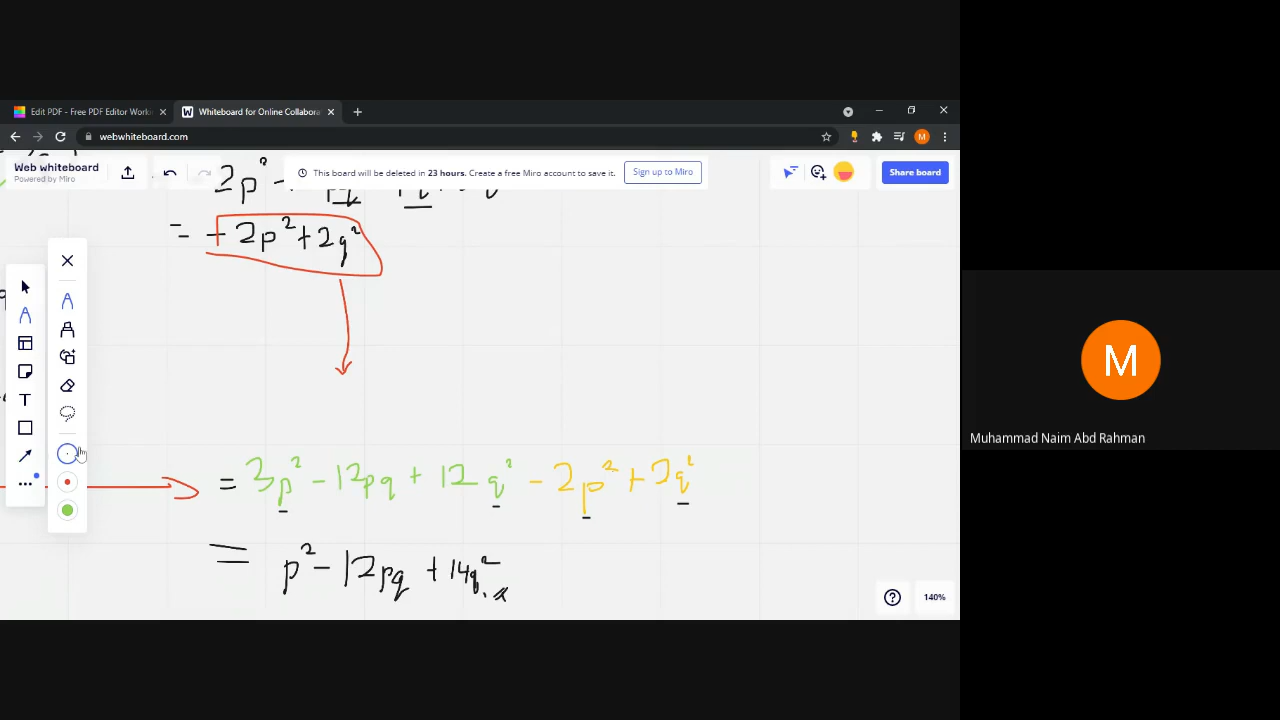 Edit PDF - Free PDF Editor Worki
Whiteboard for Online Collabora
webwhiteboard.com
M
Web whiteboard
Powered by Miro
This board will be deleted in 23 hours. Create a free Miro account to save it.
Sign up to Miro
Share board
2p²
= -2p²+2q²
= 3p² - 12pq + 12q² - 2p² + 2q²
= p² - 12pq + 14q²
T
140%
M
Muhammad Naim Abd Rahman